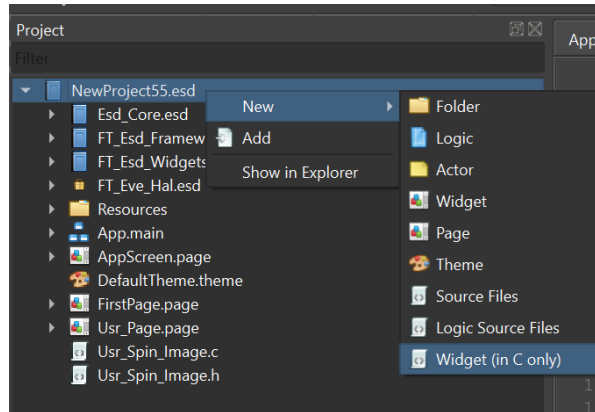 Project
App
Filter
NewProject55.esd
Esd_Core.esd
FT_Esd_Framew
FT_Esd_Widgets
FT_Eve_Hal.esd
Resources
App.main
AppScreen.page
DefaultTheme.theme
FirstPage.page
Usr_Page.page
Usr_Spin_Image.c
Usr_Spin_Image.h
New
Add
Show in Explorer
Folder
Logic
Actor
Widget
Page
Theme
Source Files
Logic Source Files
Widget (in C only)
1
1